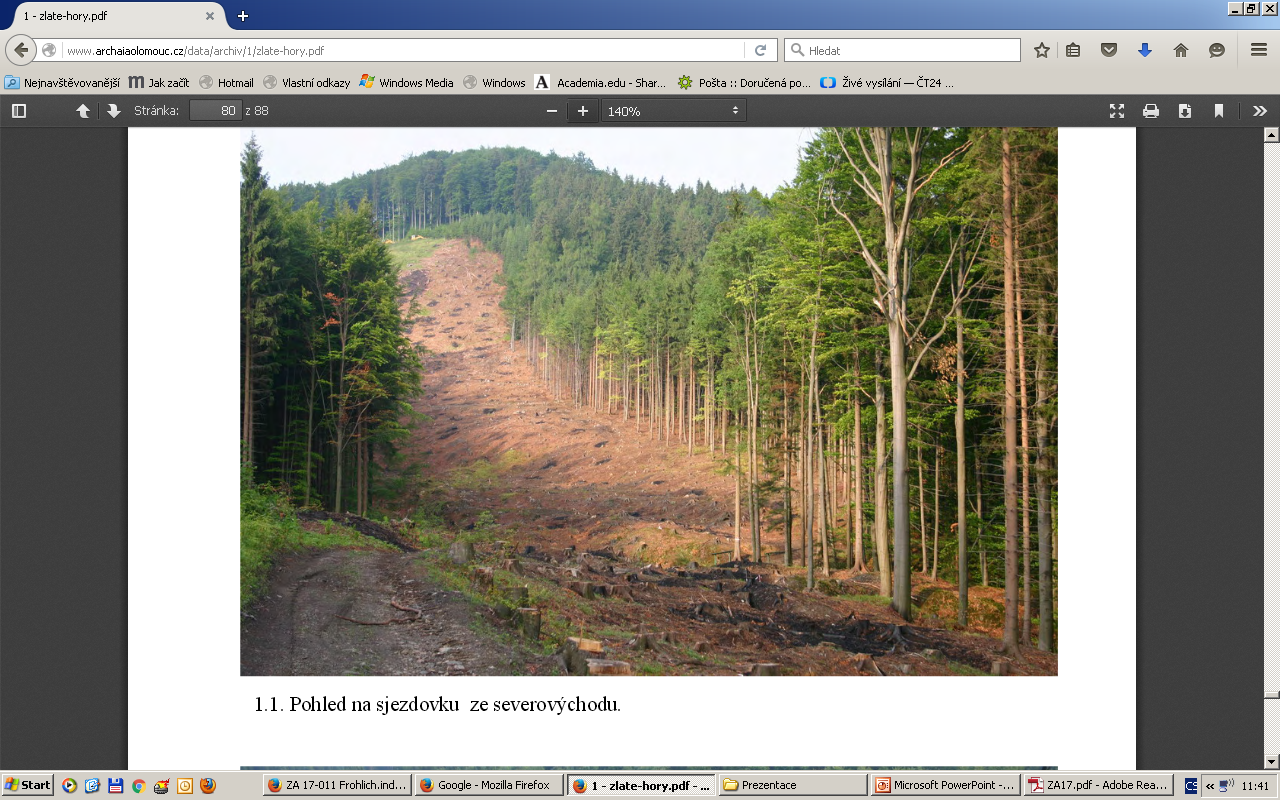 1 - zlate-hory.pdf
www.archaiaolomouc.cz/data/archiv/1/zlate-hory.pdf
Hledat
Nejnavštěvovanější Jak začít Hotmail Vlastní odkazy Windows Media Windows Academia.edu - Shar... Pošta :: Doručená po... Živé vysílání — ČT24 ...
Stránka: 80 z 88 140%
1.1. Pohled na sjezdovku ze severovýchodu.
Start ZA 17-011 Frohlich.ind... Google - Mozilla Firefox 1 - zlate-hory.pdf - ... Prezentace Microsoft PowerPoint -... ZA17.pdf - Adobe Rea... CS « 11:41